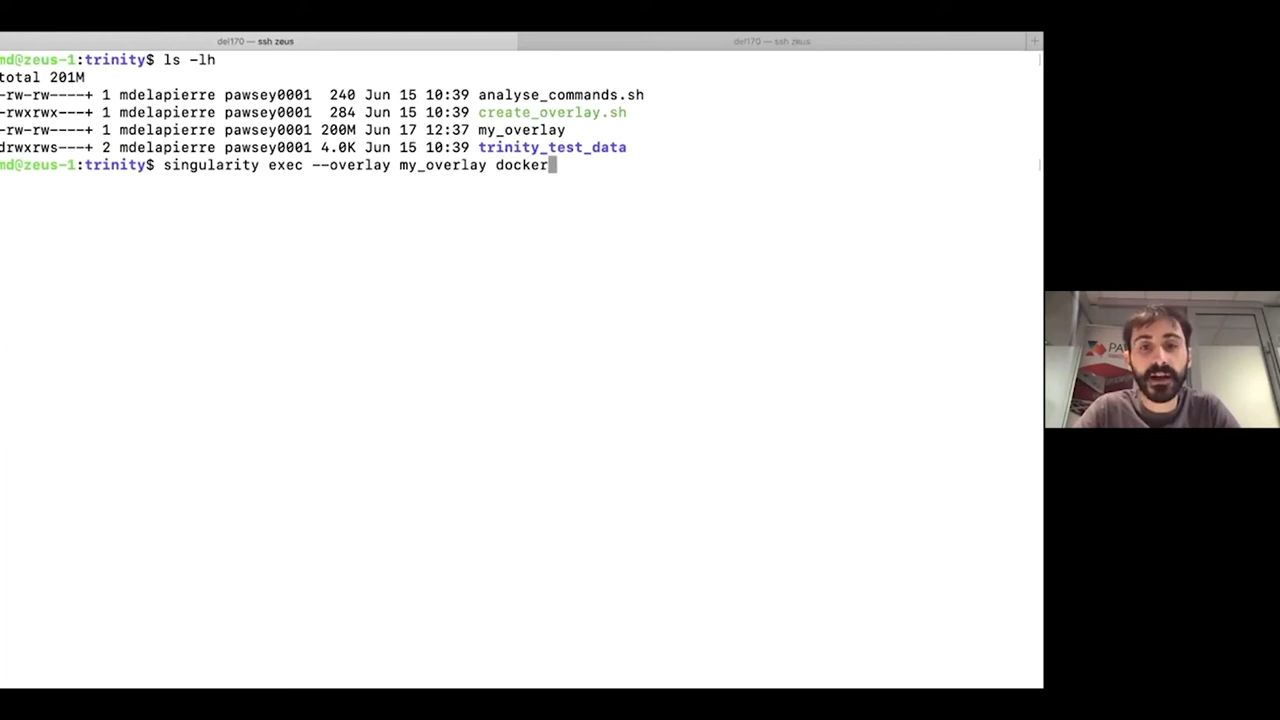 del170 — ssh zeus
del170 — ssh zeus
+
md@zeus-1:trinity$ ls -lh
total 201M
-rw-rw----+ 1 mdelapierre pawsey0001  240 Jun 15 10:39 analyse_commands.sh
-rwxrwx---+ 1 mdelapierre pawsey0001  284 Jun 15 10:39 create_overlay.sh
-rw-rw----+ 1 mdelapierre pawsey0001 200M Jun 17 12:37 my_overlay
drwxrws---+ 2 mdelapierre pawsey0001 4.0K Jun 15 10:39 trinity_test_data
md@zeus-1:trinity$ singularity exec --overlay my_overlay docker